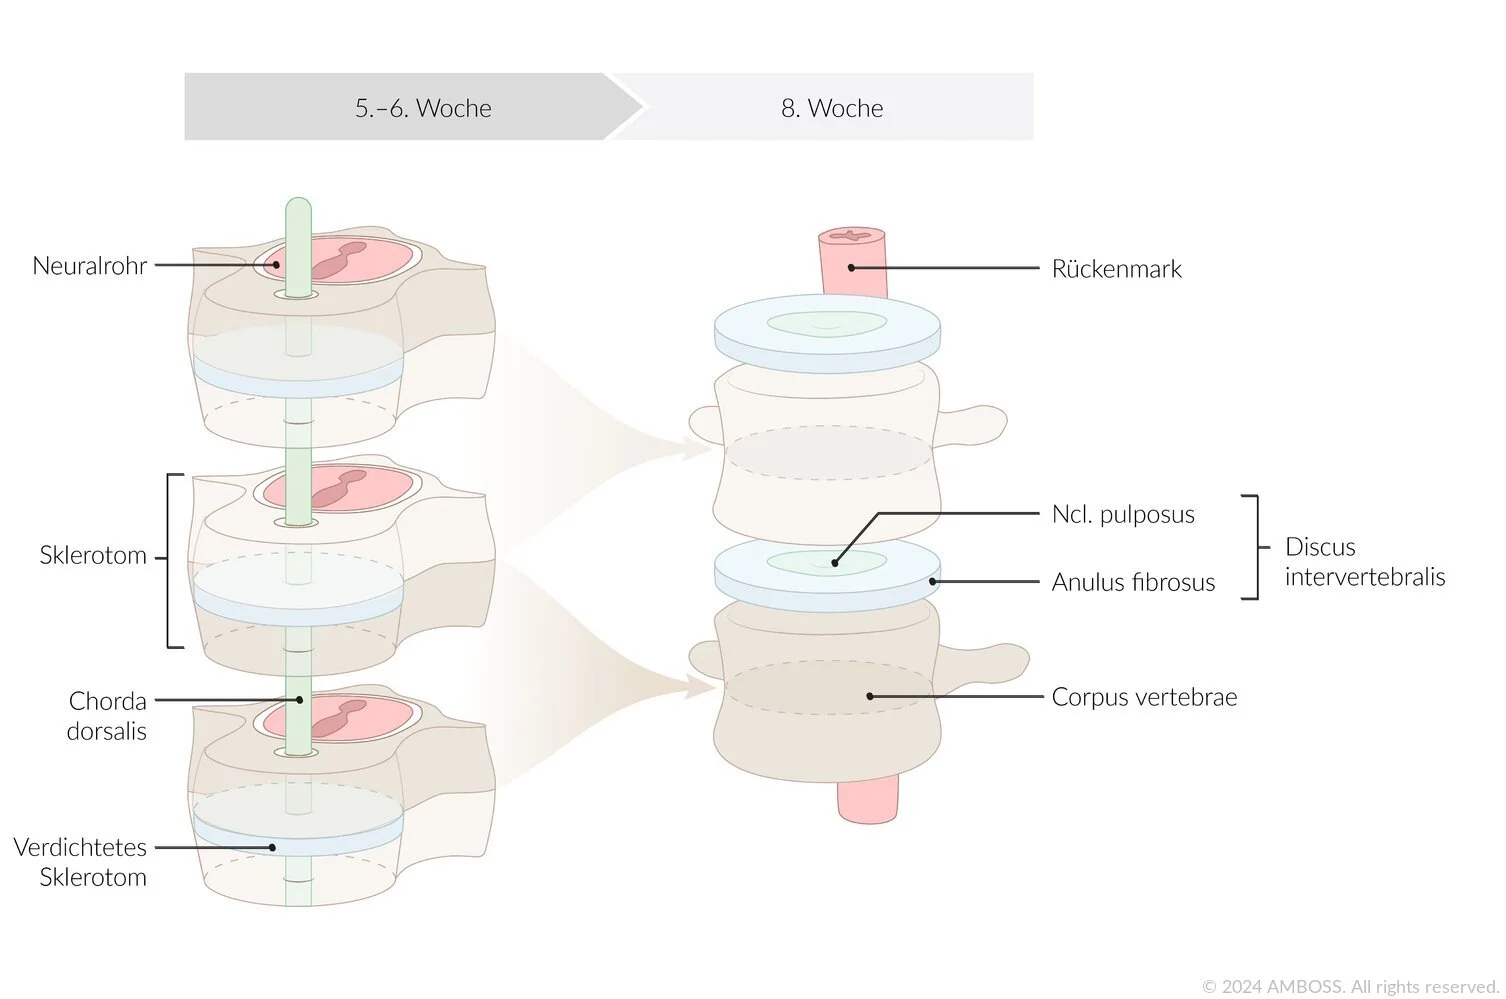 5.–6. Woche
8. Woche
Neuralrohr
Sklerotom
Chorda
dorsalis
Verdichtetes
Sklerotom
Rückenmark
Ncl. pulposus
Anulus fibrosus
Discus
intervertebralis
Corpus vertebrae
© 2024 AMBOSS. All rights reserved.